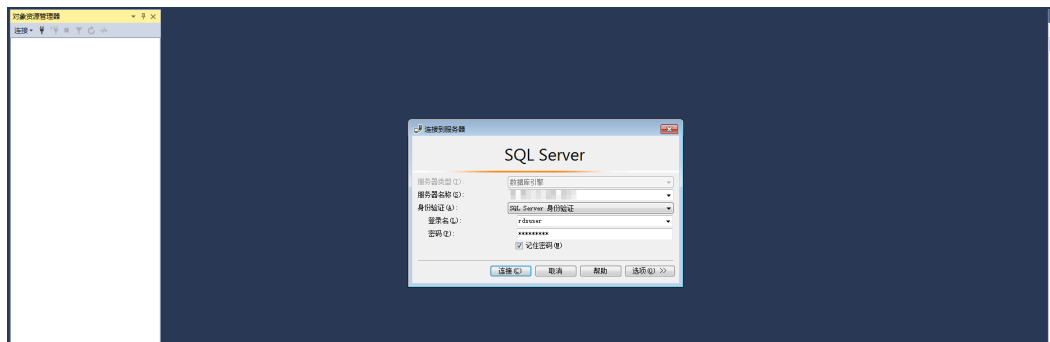 对象资源管理器
连接
连接到服务器
SQL Server
服务器类型(T):
数据库引擎
服务器名称(S):
身份验证(A):
SQL Server 身份验证
登录名(L):
rdsuser
密码(P):
*********
记住密码(M)
连接(C)
取消
帮助
选项(O) >>